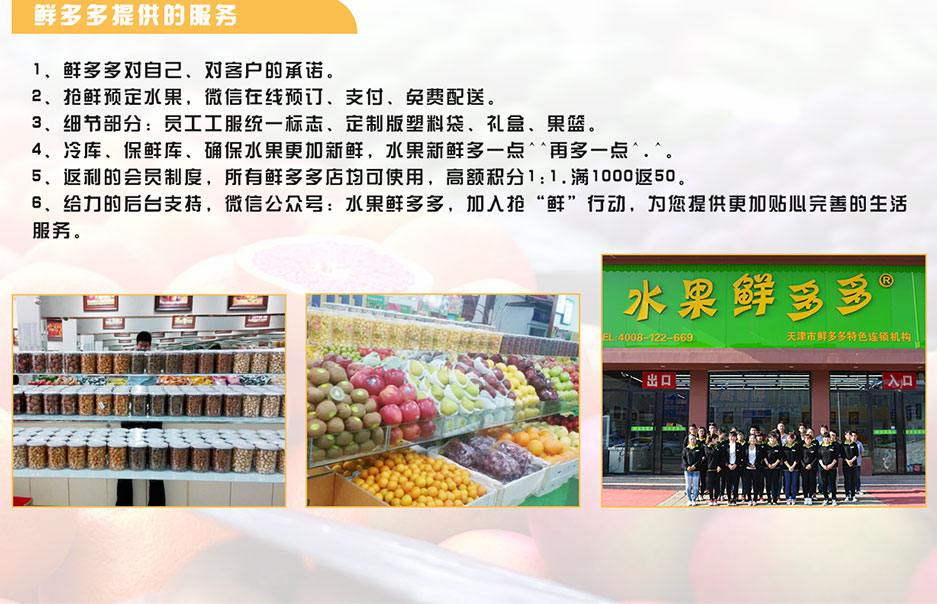 鲜多多提供的服务
1、鲜多多对自己、对客户的承诺。
2、抢鲜预定水果，微信在线预订、支付、免费配送。
3、细节部分：员工工服统一标志、定制版塑料袋、礼盒、果篮。
4、冷库、保鲜库、确保水果更加新鲜，水果新鲜多一点^^再多一点^.^。
5、返利的会员制度，所有鲜多多店均可使用，高额积分1:1.满1000返50。
6、给力的后台支持，微信公众号：水果鲜多多，加入抢“鲜”行动，为您提供更加贴心完善的生活
服务。
水果鲜多多®
TEL:4008-122-669
天津市鲜多多特色连锁机构
出口
入口